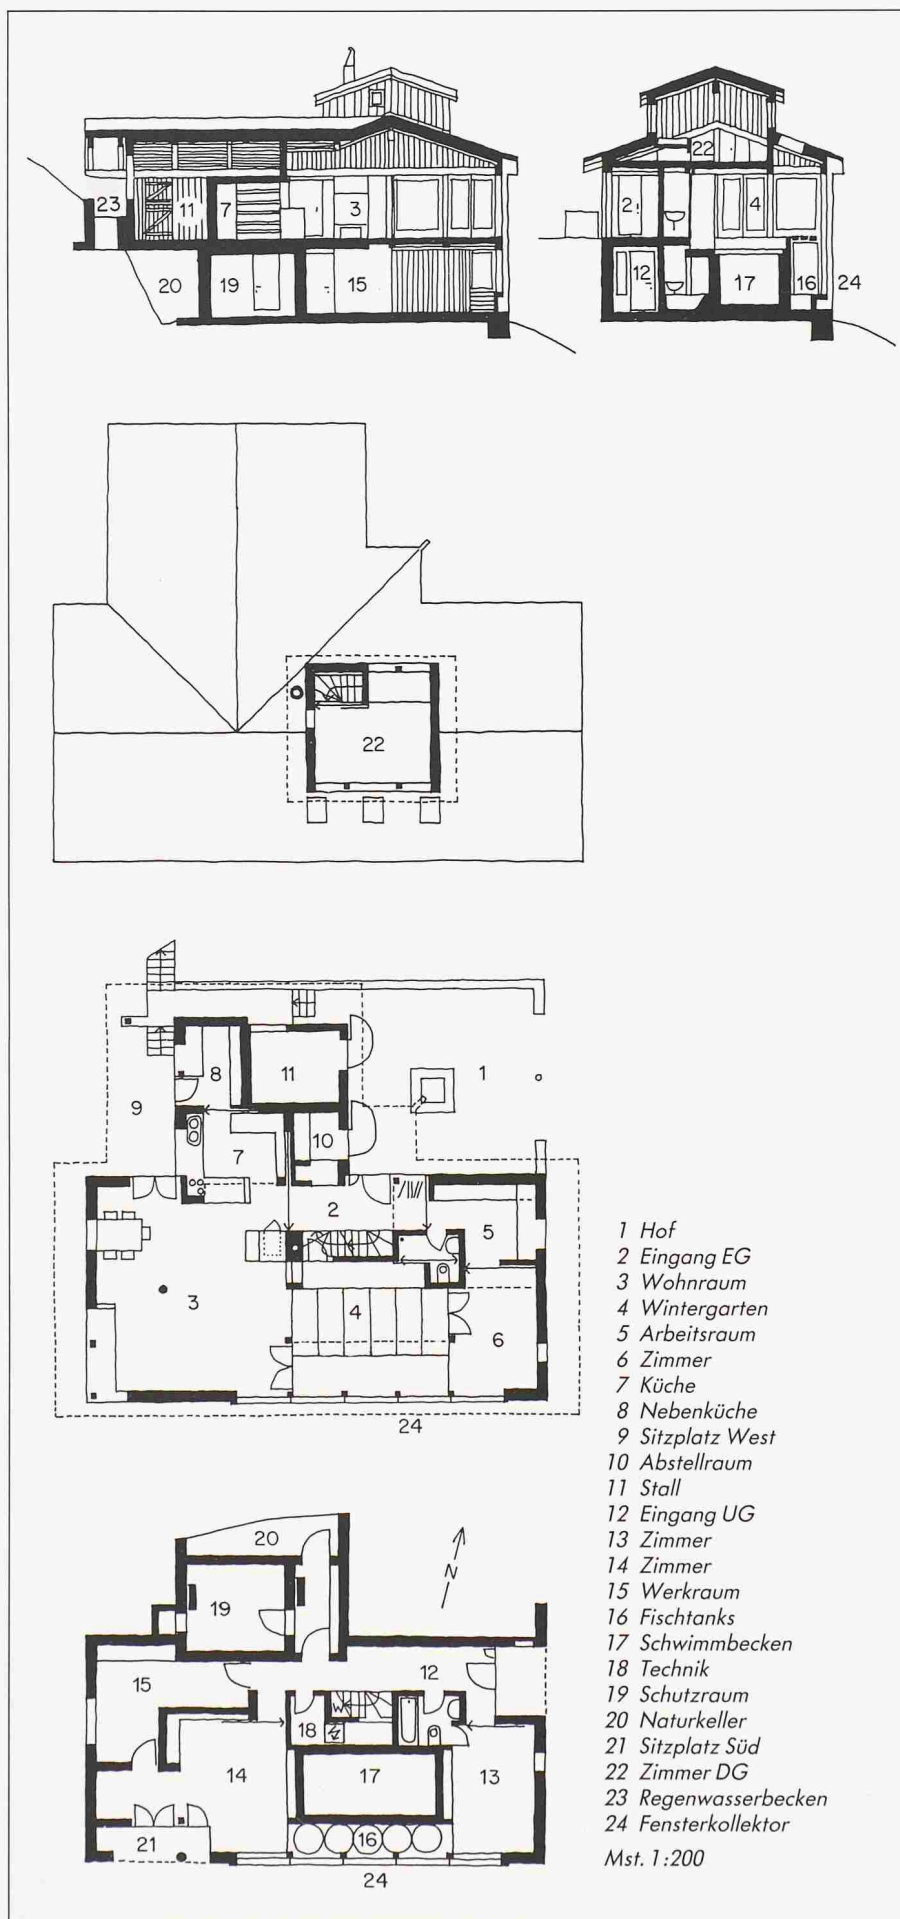 23 11 7 3
20 19 15
22
2 4
12 17 16 24
22
8 11 1
9 10
7
2 5
3 4 6
24
20
N
19
15 12
18
14 17 13
21 16
24
1 Hof
2 Eingang EG
3 Wohnraum
4 Wintergarten
5 Arbeitsraum
6 Zimmer
7 Küche
8 Nebenküche
9 Sitzplatz West
10 Abstellraum
11 Stall
12 Eingang UG
13 Zimmer
14 Zimmer
15 Werkraum
16 Fischtanks
17 Schwimmbecken
18 Technik
19 Schutzraum
20 Naturkeller
21 Sitzplatz Süd
22 Zimmer DG
23 Regenwasserbecken
24 Fensterkollektor
Mst. 1:200